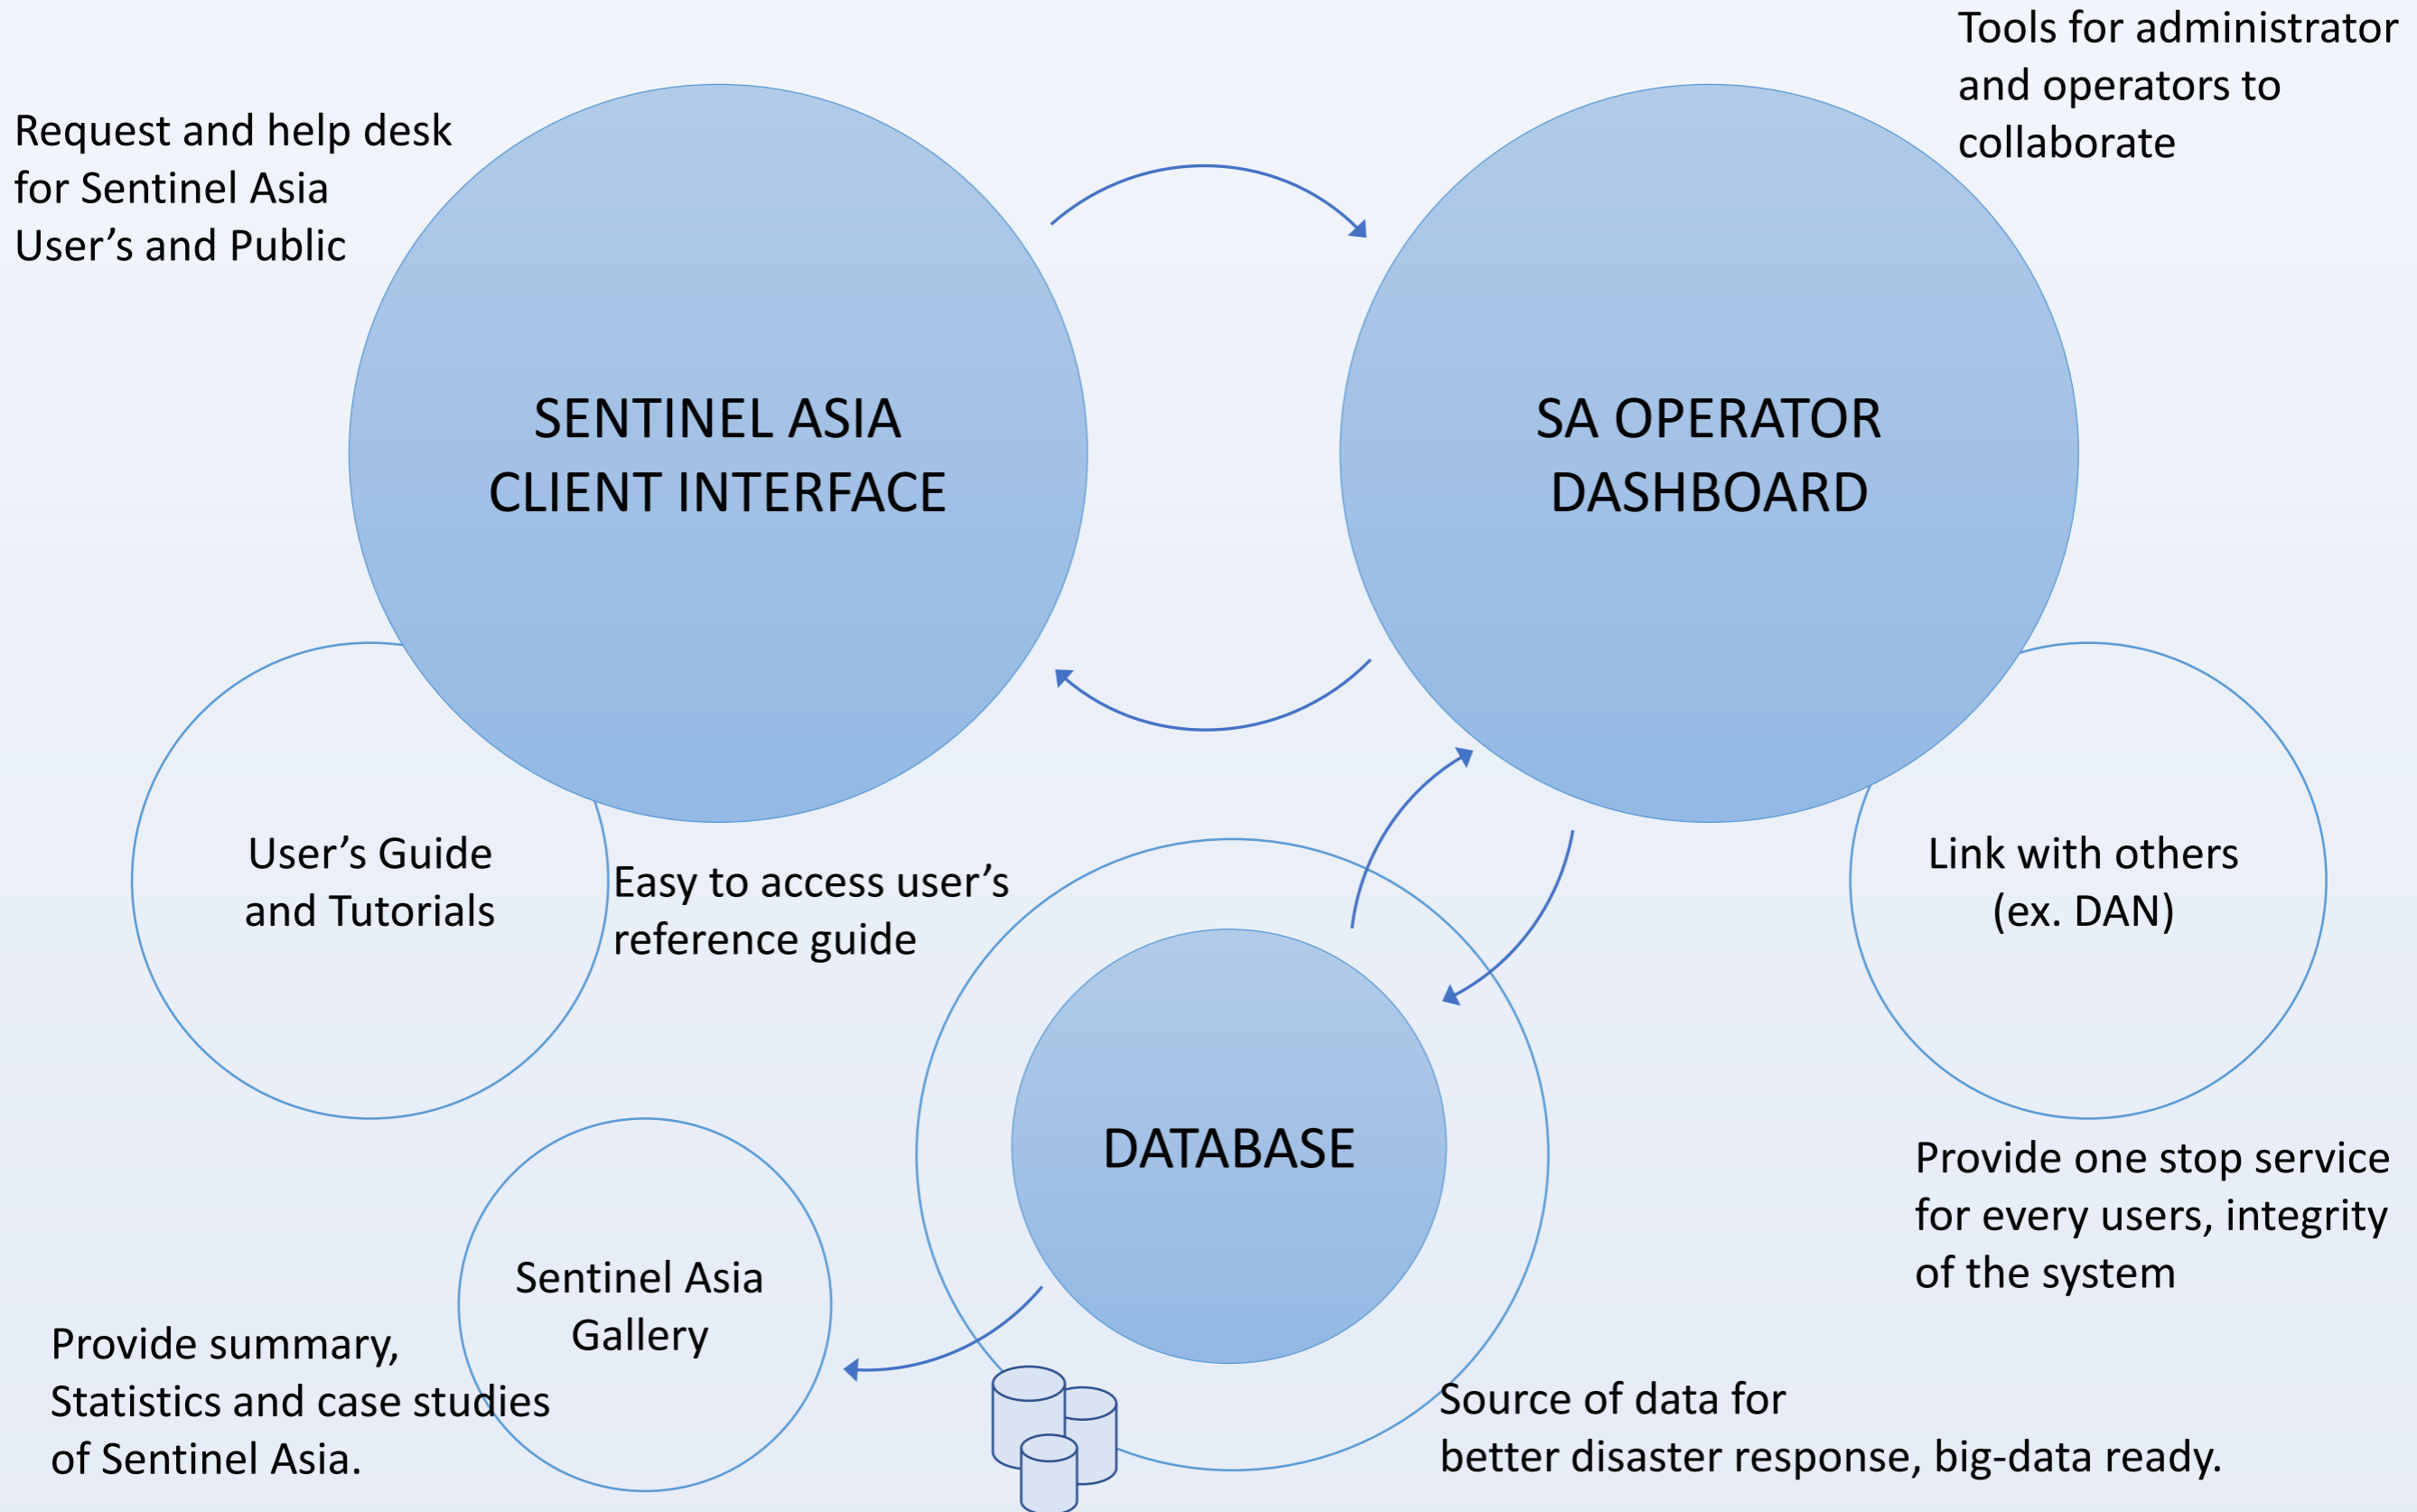 Tools for administrator
and operators to
collaborate
Request and help desk
for Sentinel Asia
User’s and Public
SENTINEL ASIA
CLIENT INTERFACE
SA OPERATOR
DASHBOARD
User’s Guide
and Tutorials
Easy to access user’s
reference guide
Link with others
(ex. DAN)
DATABASE
Provide one stop service
for every users, integrity
of the system
Sentinel Asia
Gallery
Provide summary,
Statistics and case studies
of Sentinel Asia.
Source of data for
better disaster response, big-data ready.